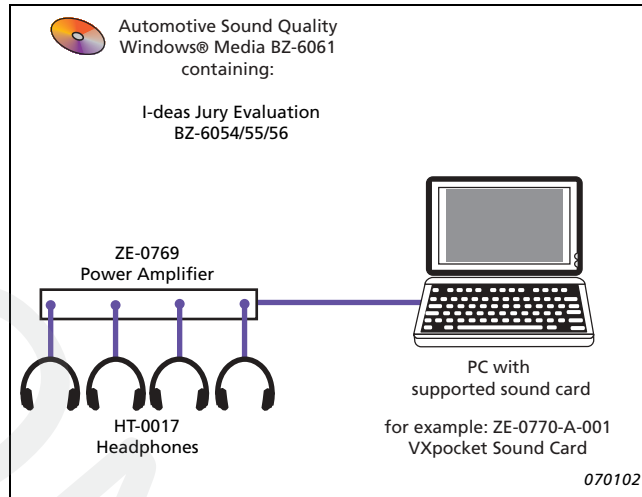 Automotive Sound Quality
Windows® Media BZ-6061
containing:
I-deas Jury Evaluation
BZ-6054/55/56
ZE-0769
Power Amplifier
HT-0017
Headphones
PC with
supported sound card
for example: ZE-0770-A-001
VXpocket Sound Card
070102